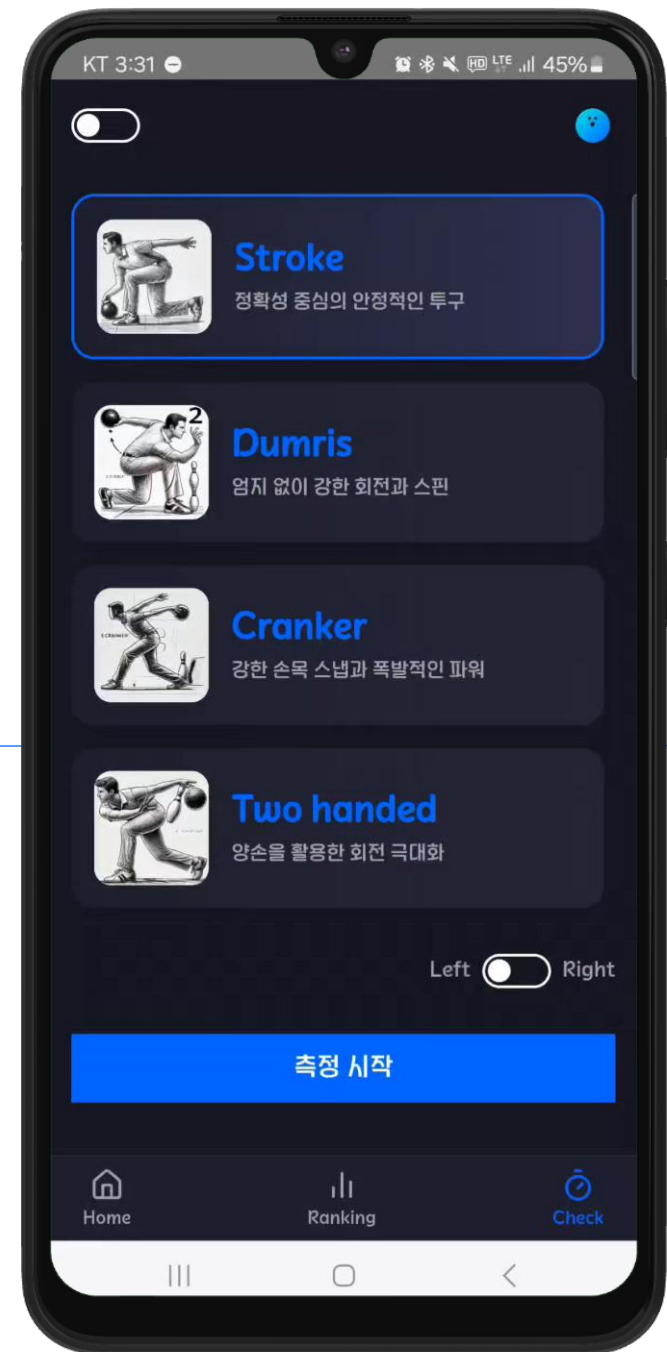 KT 3:31
HD LTE 45%
Stroke
정확성 중심의 안정적인 투구
2
Dumris
엄지 없이 강한 회전과 스핀
Cranker
강한 손목 스냅과 폭발적인 파워
Two handed
양손을 활용한 회전 극대화
Left Right
측정 시작
Home Ranking Check